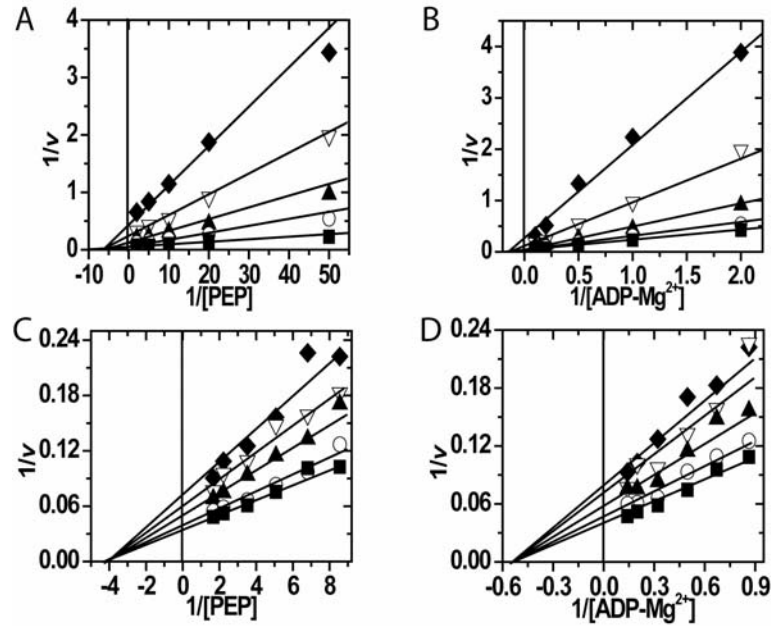 A
B
4
3
2
1
0
1/v
-10 0 10 20 30 40 50
1/[PEP]
4
3
2
1
0
1/v
0.0 0.5 1.0 1.5 2.0
1/[ADP-Mg2+]
C
D
0.24
0.18
0.12
0.06
0.00
1/v
-4 -2 0 2 4 6 8
1/[PEP]
0.24
0.18
0.12
0.06
0.00
1/v
-0.6 -0.3 0.0 0.3 0.6 0.9
1/[ADP-Mg2+]